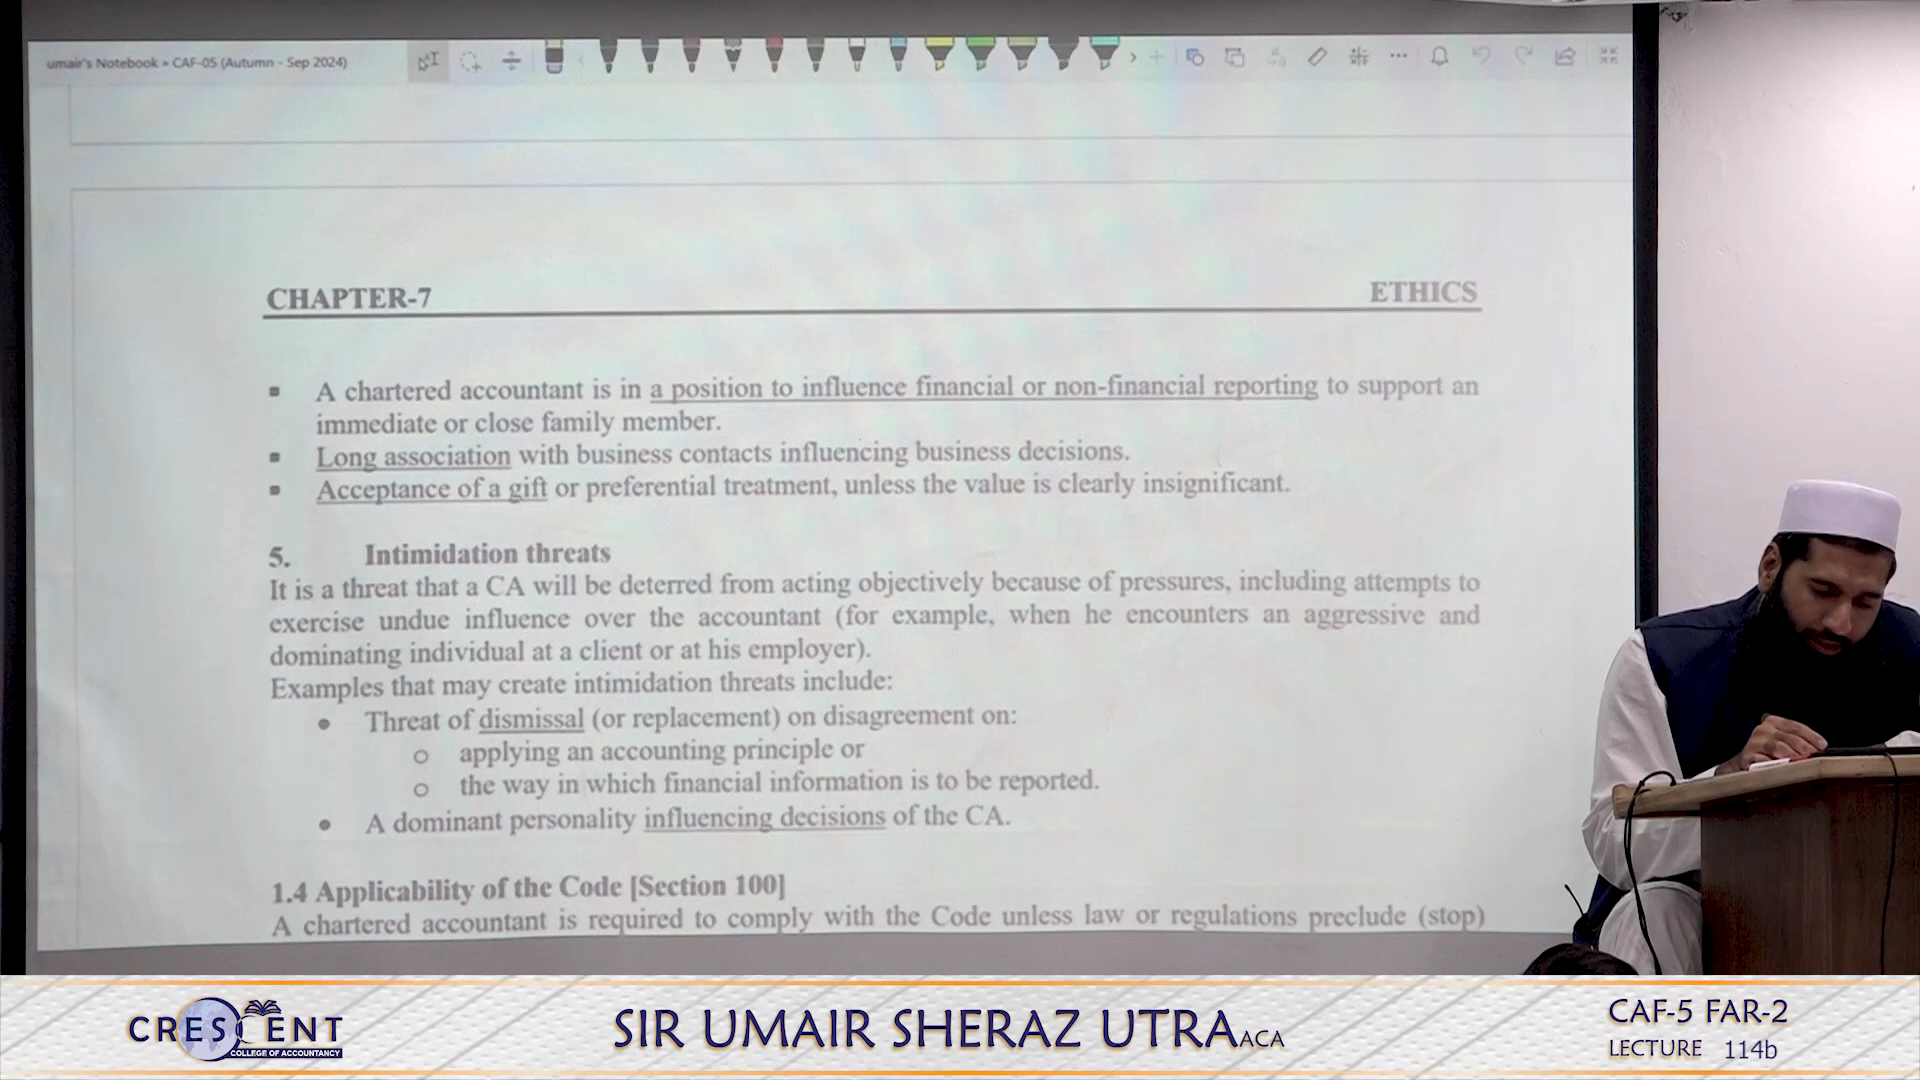 umair's Notebook » CAF-05 (Autumn - Sep 2024)
CHAPTER-7 ETHICS
▪ A chartered accountant is in a position to influence financial or non-financial reporting to support an
immediate or close family member.
▪ Long association with business contacts influencing business decisions.
▪ Acceptance of a gift or preferential treatment, unless the value is clearly insignificant.
5. Intimidation threats
It is a threat that a CA will be deterred from acting objectively because of pressures, including attempts to
exercise undue influence over the accountant (for example, when he encounters an aggressive and
dominating individual at a client or at his employer).
Examples that may create intimidation threats include:
• Threat of dismissal (or replacement) on disagreement on:
o applying an accounting principle or
o the way in which financial information is to be reported.
• A dominant personality influencing decisions of the CA.
1.4 Applicability of the Code [Section 100]
A chartered accountant is required to comply with the Code unless law or regulations preclude (stop)
CRESCENT
COLLEGE OF ACCOUNTANCY
SIR UMAIR SHERAZ UTRA ACA
CAF-5 FAR-2
LECTURE 114b